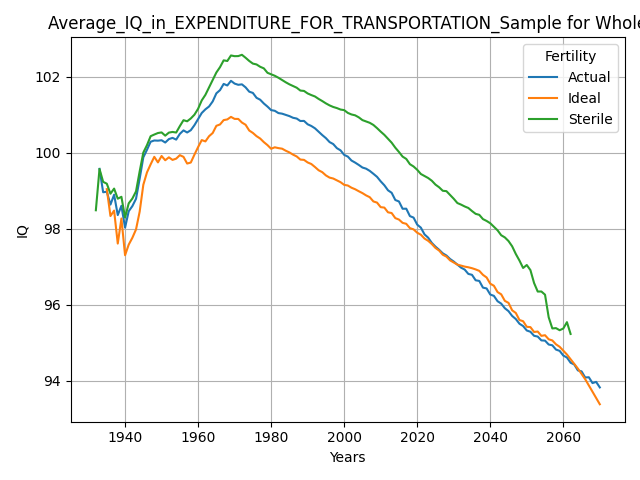 Average_IQ_in_EXPENDITURE_FOR_TRANSPORTATION_Sample for Whole
Fertility
Actual
Ideal
Sterile
102
100
98
96
94
IQ
1940 1960 1980 2000 2020 2040 2060
Years